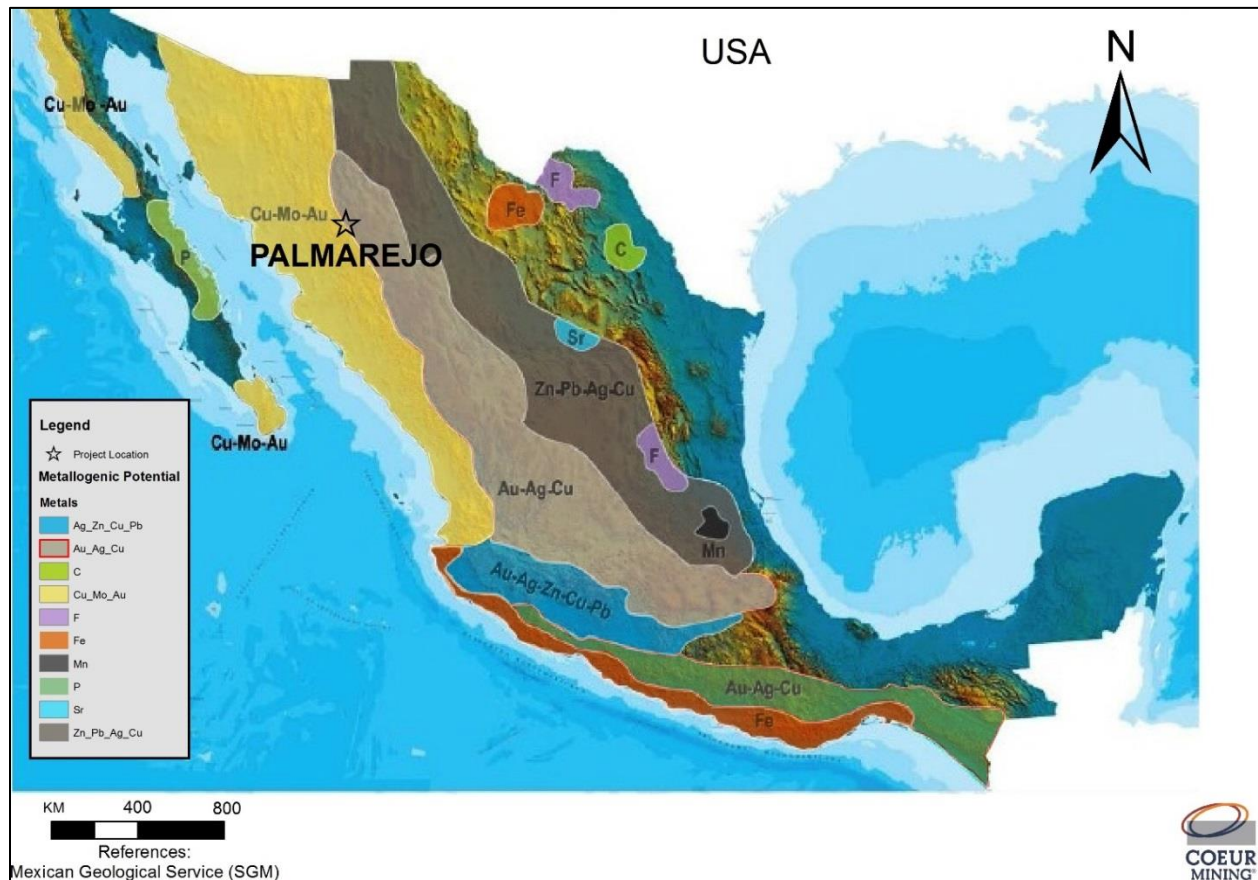 USA
N
Cu-Mo-Au
F
Fe
Cu-Mo-Au
PALMAREJO
C
P
Sr
Zn-Pb-Ag-Cu
Cu-Mo-Au
F
Au-Ag-Cu
Mn
Au-Ag-Zn-Cu-Pb
Au-Ag-Cu
Fe
Legend
Project Location
Metallogenic Potential
Metals
Ag_Zn_Cu_Pb
Au_Ag_Cu
C
Cu_Mo_Au
F
Fe
Mn
P
Sr
Zn_Pb_Ag_Cu
KM 400 800
References:
Mexican Geological Service (SGM)
COEUR
MINING®